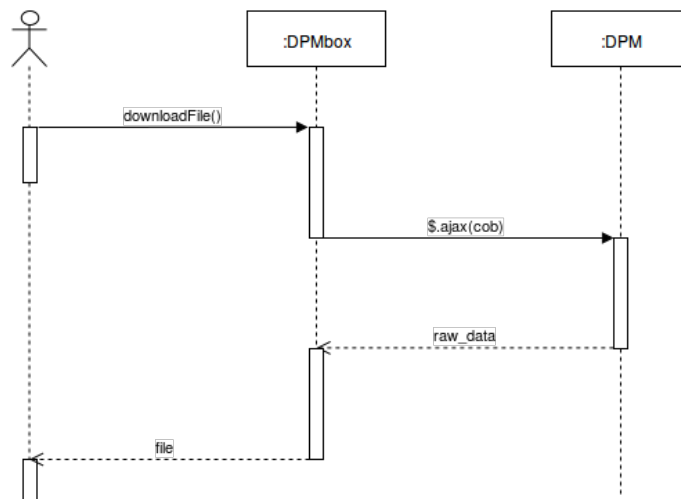 :DPMbox
:DPM
downloadFile()
$.ajax(cob)
raw_data
file